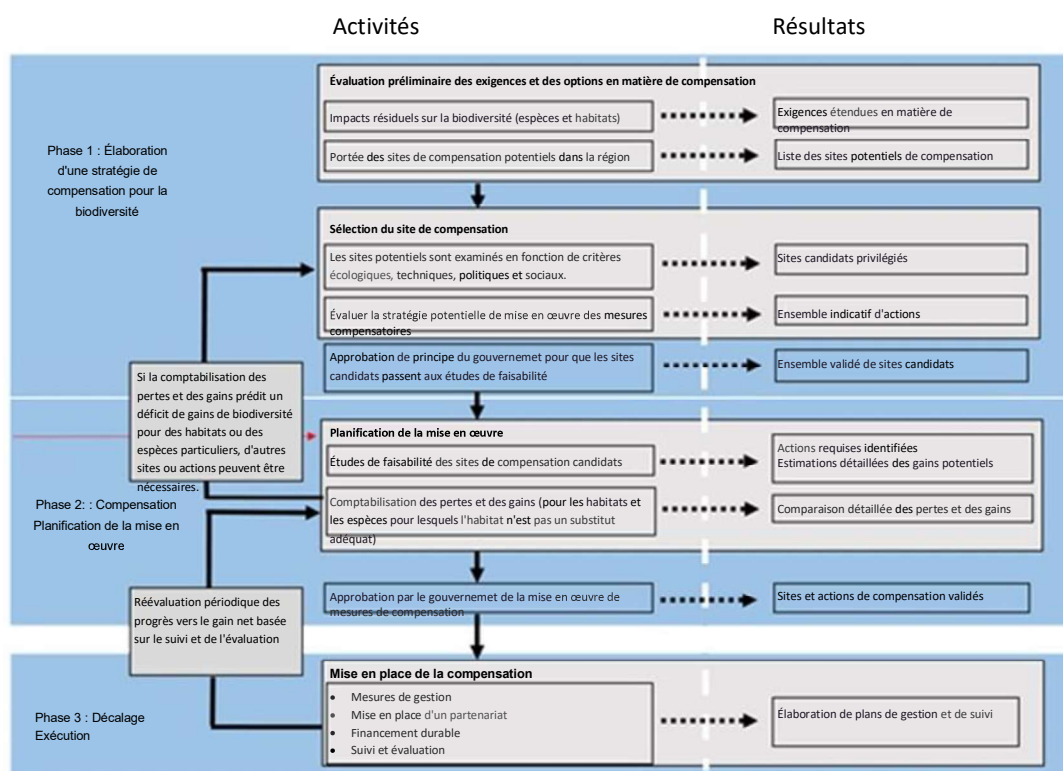 Activités
Résultats
Phase 1 : Élaboration
d'une stratégie de
compensation pour la
biodiversité
Évaluation préliminaire des exigences et des options en matière de compensation
Impacts résiduels sur la biodiversité (espèces et habitats)
Exigences étendues en matière de
compensation
Portée des sites de compensation potentiels dans la région
Liste des sites potentiels de compensation
Sélection du site de compensation
Les sites potentiels sont examinés en fonction de critères
écologiques, techniques, politiques et sociaux.
Sites candidats privilégiés
Évaluer la stratégie potentielle de mise en œuvre des mesures
compensatoires
Ensemble indicatif d'actions
Approbation de principe du gouvernemet pour que les sites
candidats passent aux études de faisabilité
Ensemble validé de sites candidats
Si la comptabilisation des
pertes et des gains prédit un
déficit de gains de biodiversité
pour des habitats ou des
espèces particuliers, d'autres
sites ou actions peuvent être
nécessaires.
Phase 2: : Compensation
Planification de la mise en
œuvre
Planification de la mise en œuvre
Études de faisabilité des sites de compensation candidats
Actions requises identifiées
Estimations détaillées des gains potentiels
Comptabilisation des pertes et des gains (pour les habitats et
les espèces pour lesquels l'habitat n'est pas un substitut
adéquat)
Comparaison détaillée des pertes et des gains
Approbation par le gouvernemet de la mise en œuvre de
mesures de compensation
Sites et actions de compensation validés
Réévaluation périodique des
progrès vers le gain net basée
sur le suivi et de l'évaluation
Phase 3 : Décalage
Exécution
Mise en place de la compensation
• Mesures de gestion
• Mise en place d'un partenariat
• Financement durable
• Suivi et évaluation
Élaboration de plans de gestion et de suivi